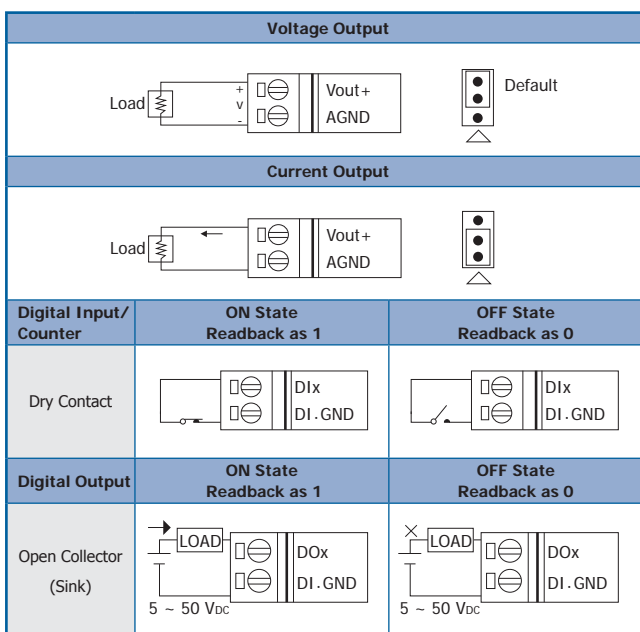 Voltage Output
Load
+
v
-
Vout+
AGND
Default
Current Output
Load
Vout+
AGND
Digital Input/
Counter
ON State
Readback as 1
OFF State
Readback as 0
Dry Contact
DIx
DI.GND
DIx
DI.GND
Digital Output
ON State
Readback as 1
OFF State
Readback as 0
Open Collector
(Sink)
LOAD
DOx
DI.GND
5 ~ 50 VDC
LOAD
DOx
DI.GND
5 ~ 50 VDC